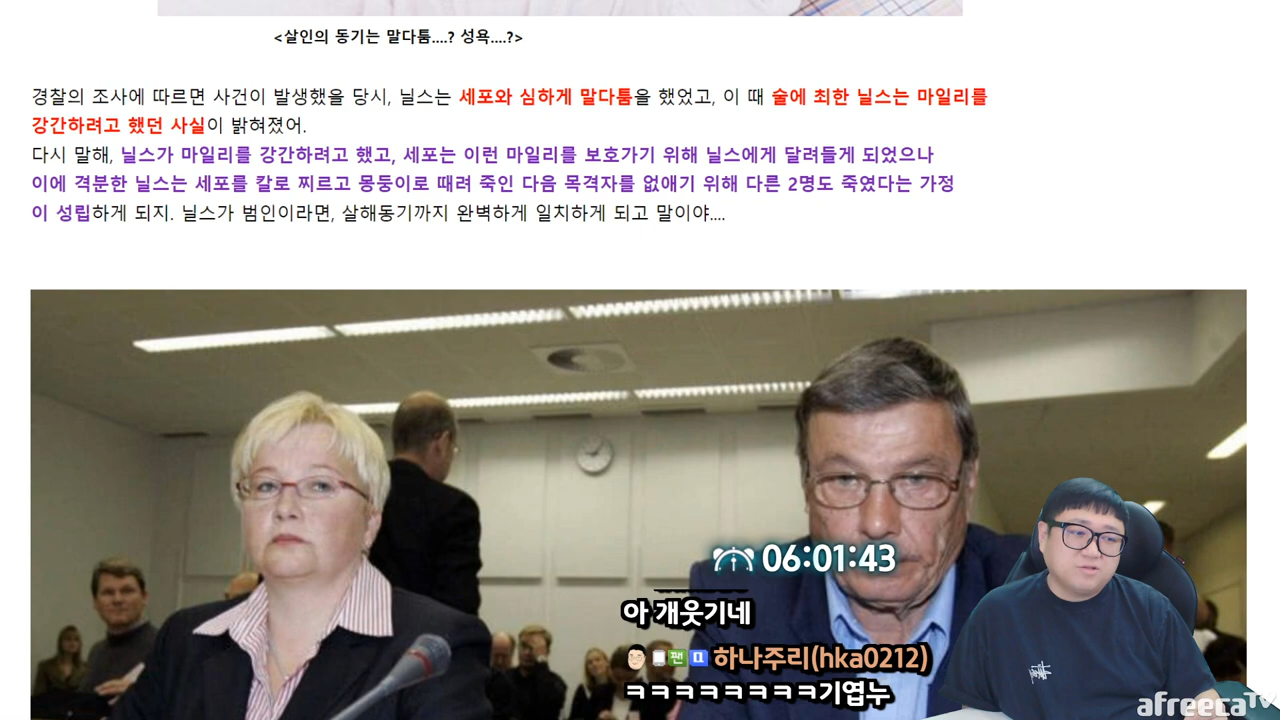 <살인의 동기는 말다툼....? 성욕....?>
경찰의 조사에 따르면 사건이 발생했을 당시, 닐스는 세포와 심하게 말다툼을 했었고, 이 때 술에 최한 닐스는 마일리를
강간하려고 했던 사실이 밝혀졌어.
다시 말해, 닐스가 마일리를 강간하려고 했고, 세포는 이런 마일리를 보호가기 위해 닐스에게 달려들게 되었으나
이에 격분한 닐스는 세포를 칼로 찌르고 몽둥이로 때려 죽인 다음 목격자를 없애기 위해 다른 2명도 죽였다는 가정
이 성립하게 되지. 닐스가 범인이라면, 살해동기까지 완벽하게 일치하게 되고 말이야....
06:01:43
아 개웃기네
팬 하나주리(hka0212)
ㅋㅋㅋㅋㅋㅋㅋㅋ기엽누
afreecaTV